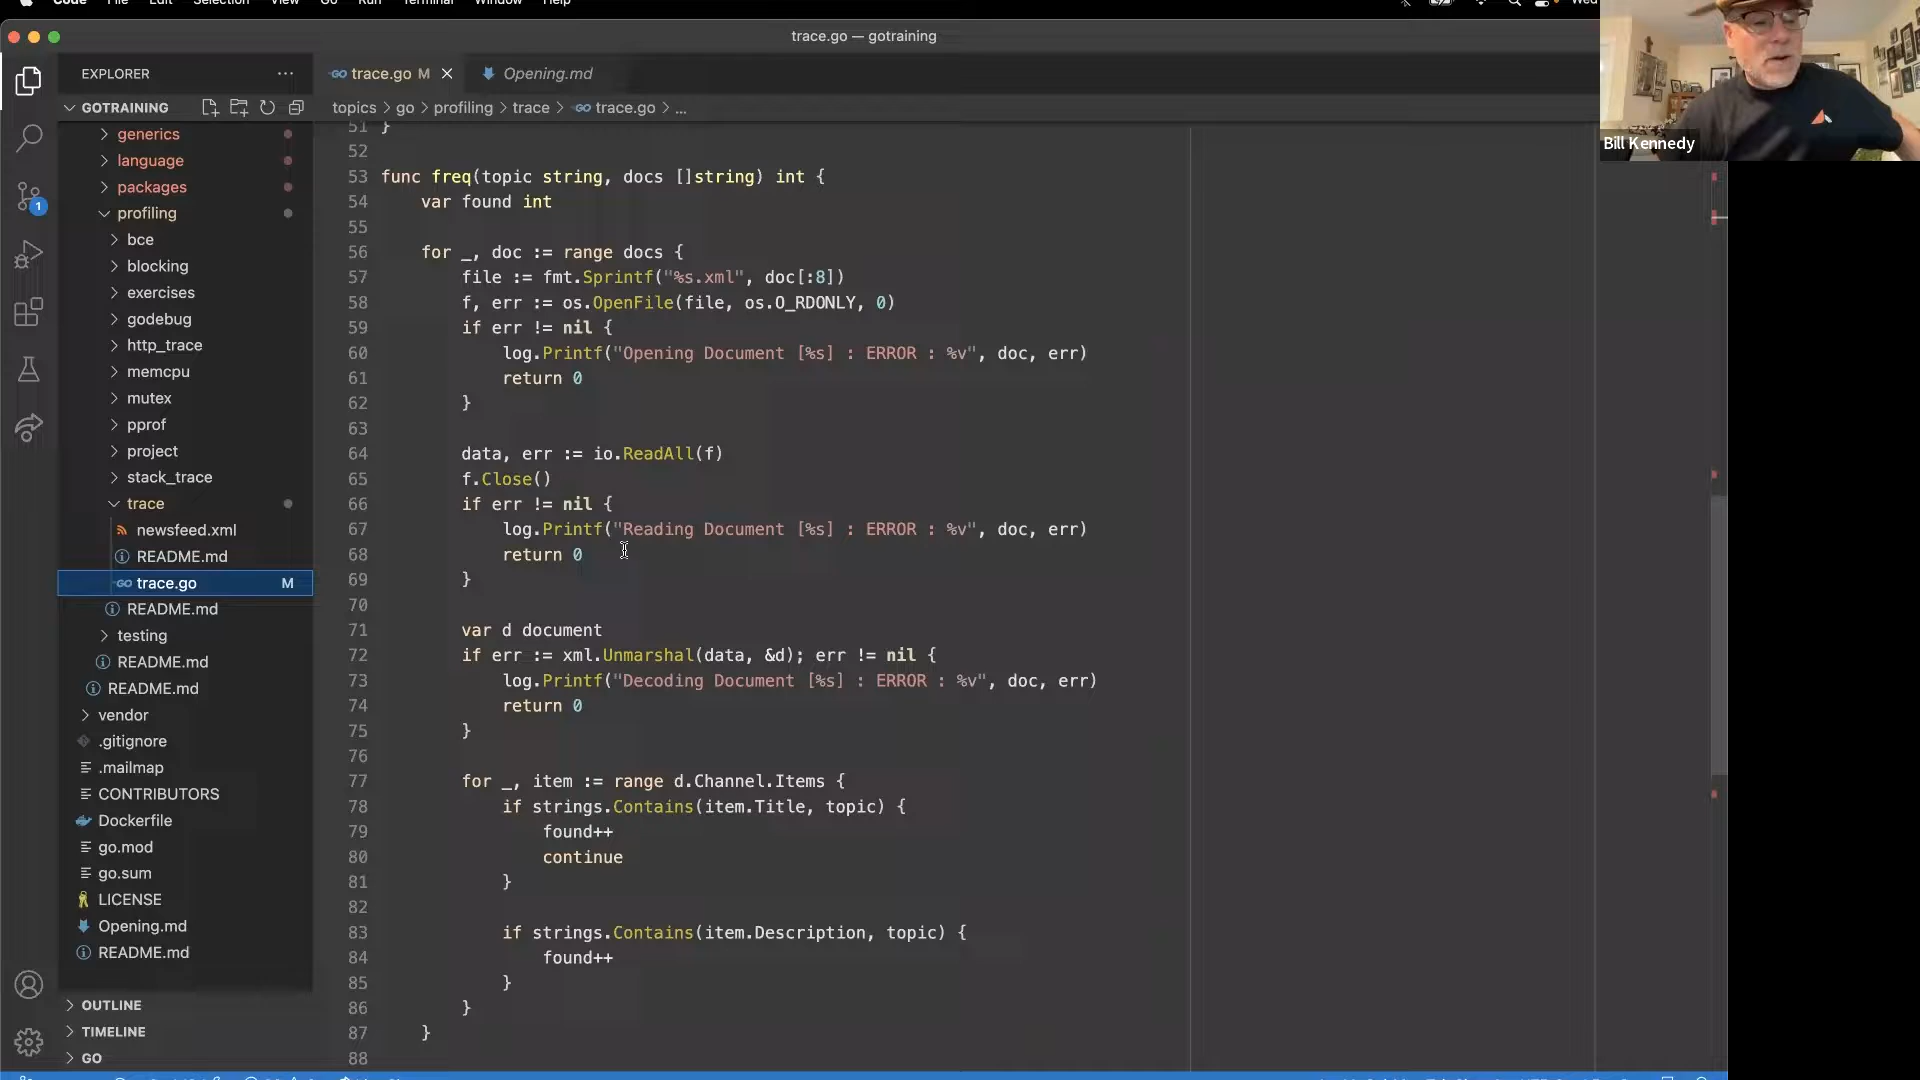 Code File Edit Selection View Go Run Terminal Window Help
Wed
trace.go — gotraining
EXPLORER
trace.go M
Opening.md
GOTRAINING
topics > go > profiling > trace > trace.go > ...
generics
language
packages
profiling
bce
blocking
exercises
godebug
http_trace
memcpu
mutex
pprof
project
stack_trace
trace
newsfeed.xml
README.md
trace.go M
README.md
testing
README.md
README.md
vendor
.gitignore
.mailmap
CONTRIBUTORS
Dockerfile
go.mod
go.sum
LICENSE
Opening.md
README.md
OUTLINE
TIMELINE
GO
1
51 }
52
53 func freq(topic string, docs []string) int {
54 var found int
55
56 for _, doc := range docs {
57 file := fmt.Sprintf("%s.xml", doc[:8])
58 f, err := os.OpenFile(file, os.O_RDONLY, 0)
59 if err != nil {
60 log.Printf("Opening Document [%s] : ERROR : %v", doc, err)
61 return 0
62 }
63
64 data, err := io.ReadAll(f)
65 f.Close()
66 if err != nil {
67 log.Printf("Reading Document [%s] : ERROR : %v", doc, err)
68 return 0
69 }
70
71 var d document
72 if err := xml.Unmarshal(data, &d); err != nil {
73 log.Printf("Decoding Document [%s] : ERROR : %v", doc, err)
74 return 0
75 }
76
77 for _, item := range d.Channel.Items {
78 if strings.Contains(item.Title, topic) {
79 found++
80 continue
81 }
82
83 if strings.Contains(item.Description, topic) {
84 found++
85 }
86 }
87 }
88
Bill Kennedy